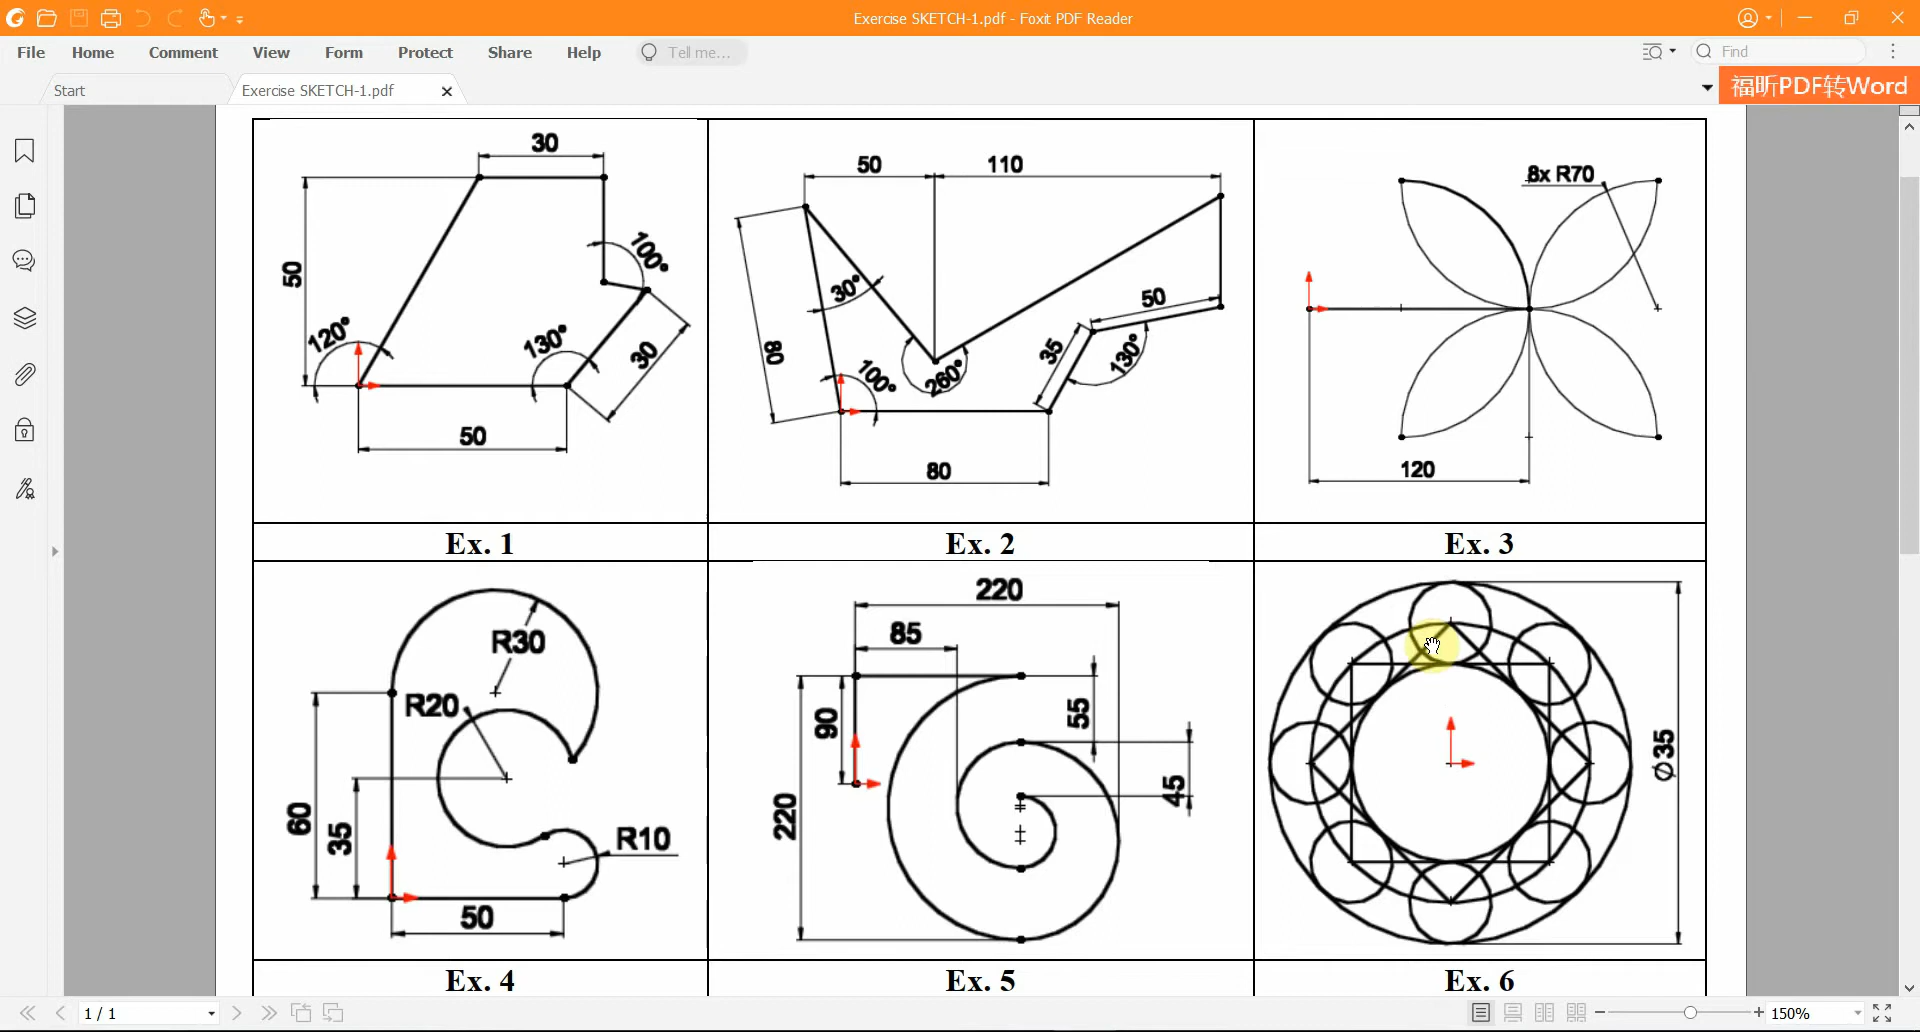 Exercise SKETCH-1.pdf - Foxit PDF Reader
File Home Comment View Form Protect Share Help Tell me... Find
Start Exercise SKETCH-1.pdf 福昕PDF转Word
30
50
100°
120°
130°
30
50
Ex. 1
50 110
30°
50
80
100°
260°
35
130°
80
Ex. 2
8x R70
120
Ex. 3
R30
R20
60
35
R10
50
Ex. 4
220
85
90
55
45
220
Ex. 5
Ø35
Ex. 6
1 / 1 150%